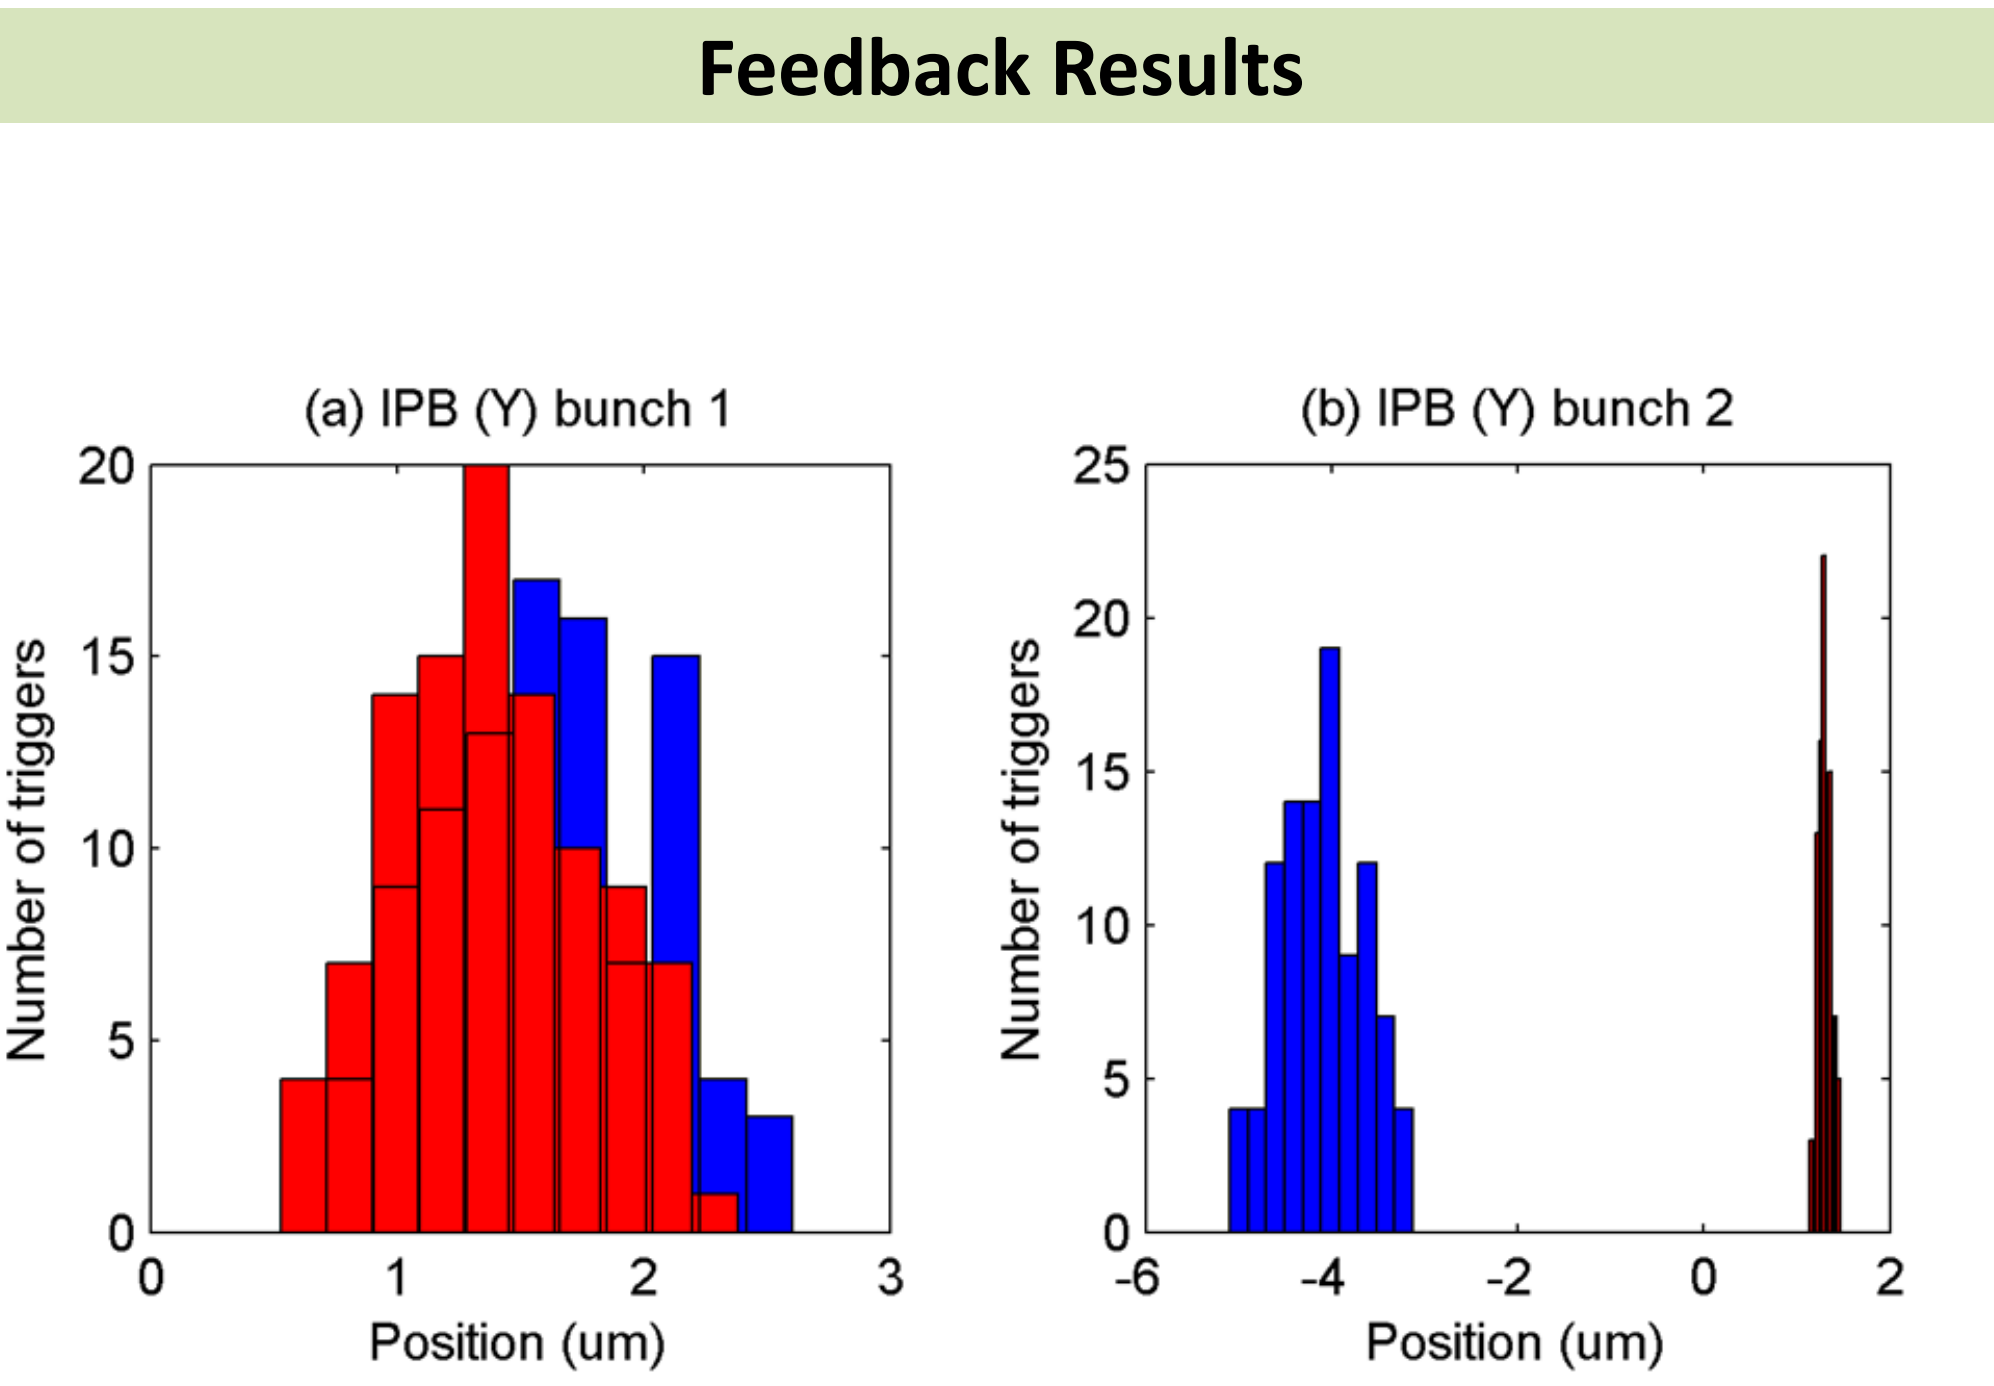 Feedback Results
(a) IPB (Y) bunch 1
20
15
10
5
0
0 1 2 3
Number of triggers
Position (um)
(b) IPB (Y) bunch 2
25
20
15
10
5
0
-6 -4 -2 0 2
Number of triggers
Position (um)